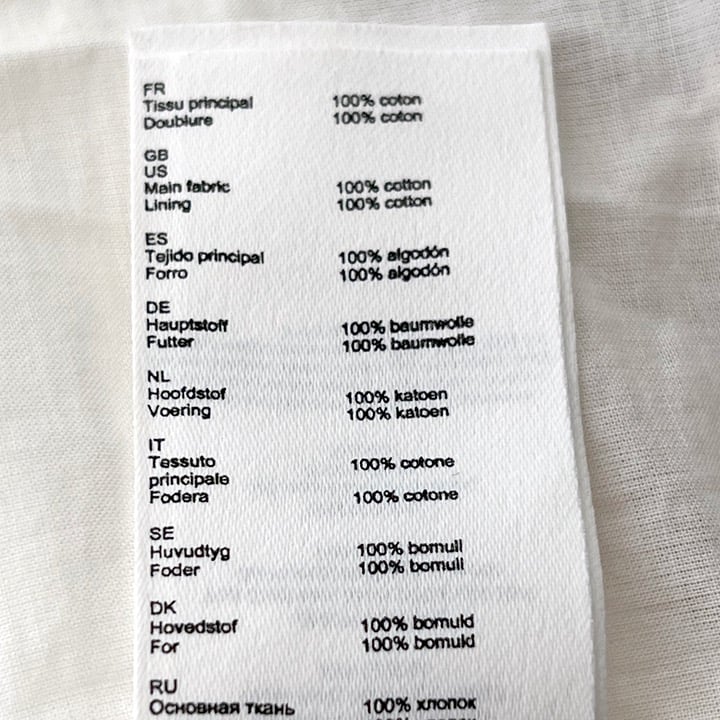 FR
Tissu principal 100% coton
Doublure 100% coton
GB
US
Main fabric 100% cotton
Lining 100% cotton
ES
Tejido principal 100% algodón
Forro 100% algodón
DE
Hauptstoff 100% baumwolle
Futter 100% baumwolle
NL
Hoofdstof 100% katoen
Voering 100% katoen
IT
Tessuto 100% cotone
principale
Fodera 100% cotone
SE
Huvudtyg 100% bomull
Foder 100% bomull
DK
Hovedstof 100% bomuld
For 100% bomuld
RU
Основная ткань 100% хлопок